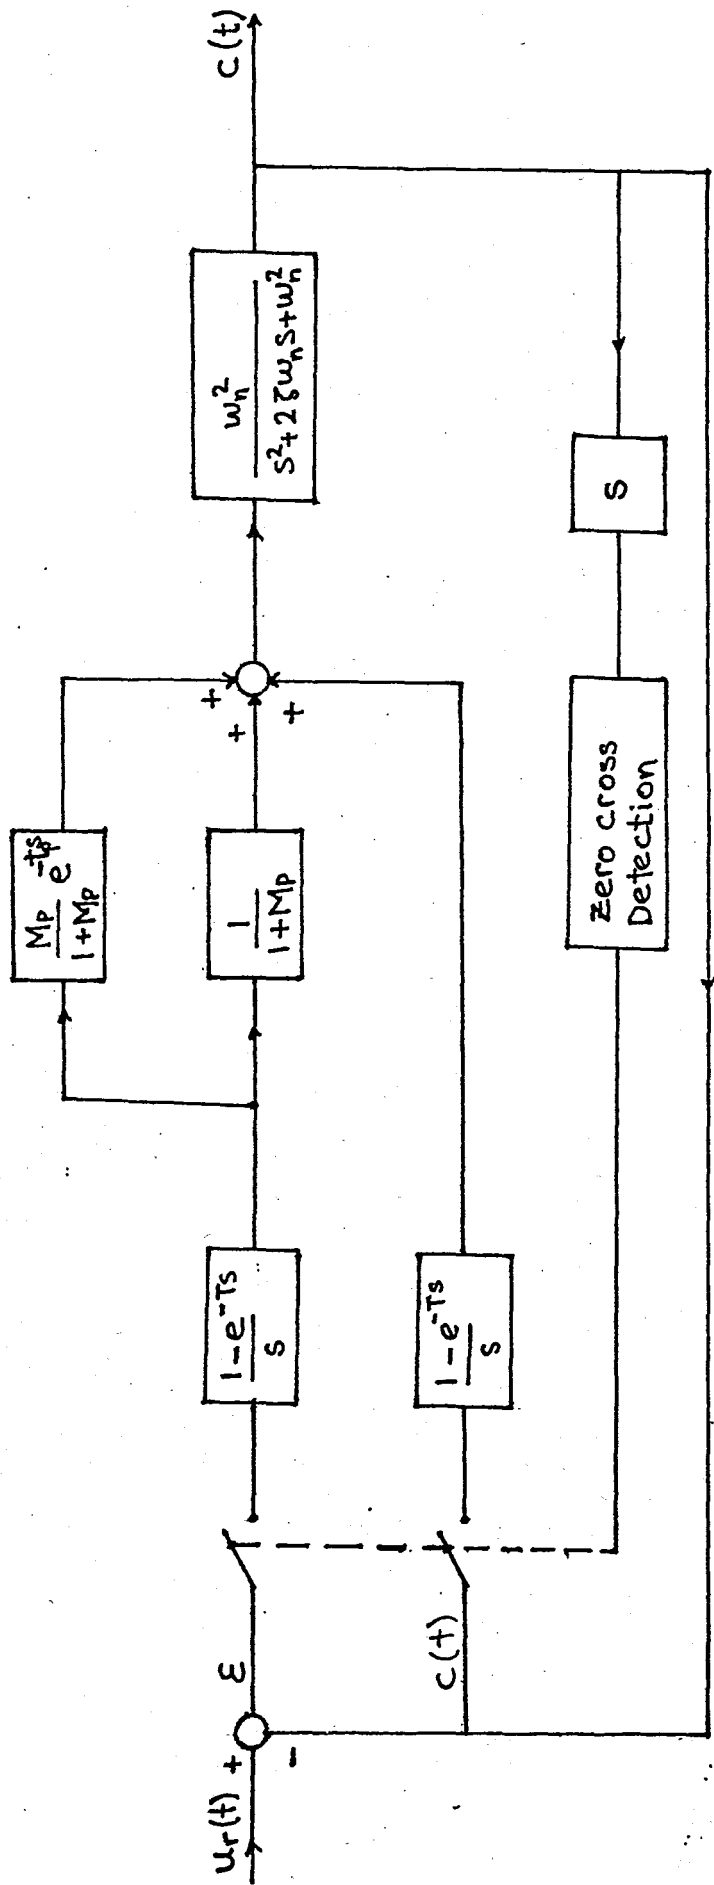 uᵣ(t)
+
-
ε
c(t)
1-e⁻ᵀˢ
s
1-e⁻ᵀˢ
s
Mₚ
1+Mₚ
e^-tₚs
1
1+Mₚ
+
+
+
ωₙ²
s²+2ζωₙs+ωₙ²
c(t)
s
Zero cross
Detection